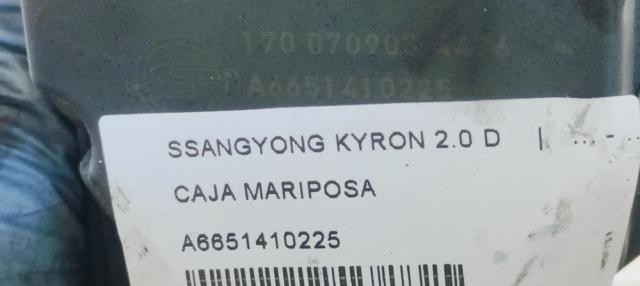 170 070903
A6651410225
SSANGYONG KYRON 2.0 D | ... - ..
CAJA MARIPOSA
A6651410225